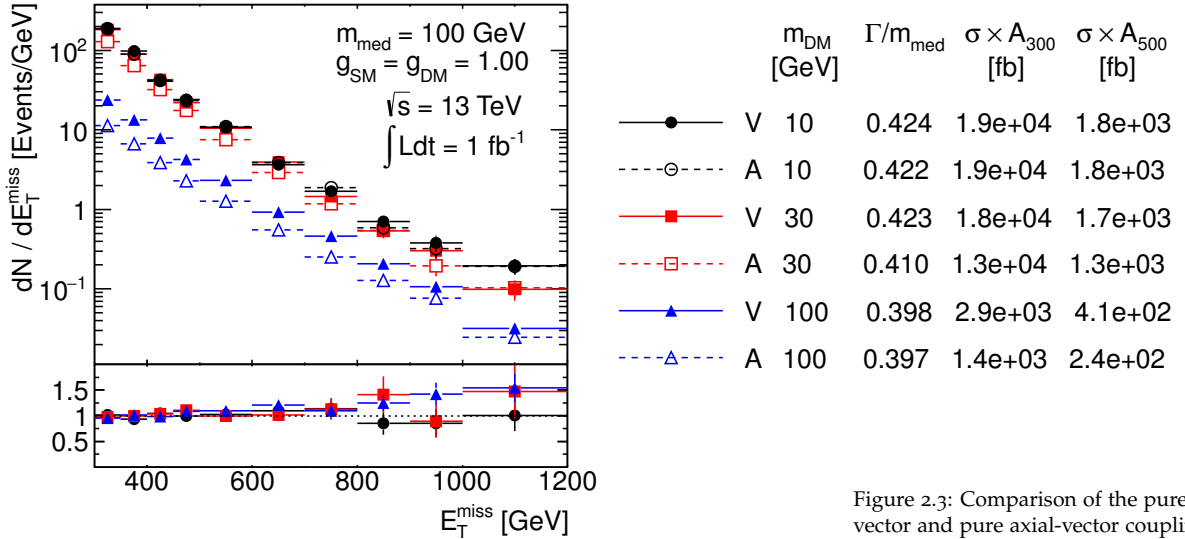 m_med = 100 GeV
g_SM = g_DM = 1.00
√s = 13 TeV
∫ Ldt = 1 fb⁻¹
dN / dE_T^miss [Events/GeV]
10²
10
1
10⁻¹
1.5
1
0.5
400 600 800 1000 1200
E_T^miss [GeV]
m_DM Γ/m_med σ × A_300 σ × A_500
[GeV] [fb] [fb]
V 10 0.424 1.9e+04 1.8e+03
A 10 0.422 1.9e+04 1.8e+03
V 30 0.423 1.8e+04 1.7e+03
A 30 0.410 1.3e+04 1.3e+03
V 100 0.398 2.9e+03 4.1e+02
A 100 0.397 1.4e+03 2.4e+02
Figure 2.3: Comparison of the pure
vector and pure axial-vector